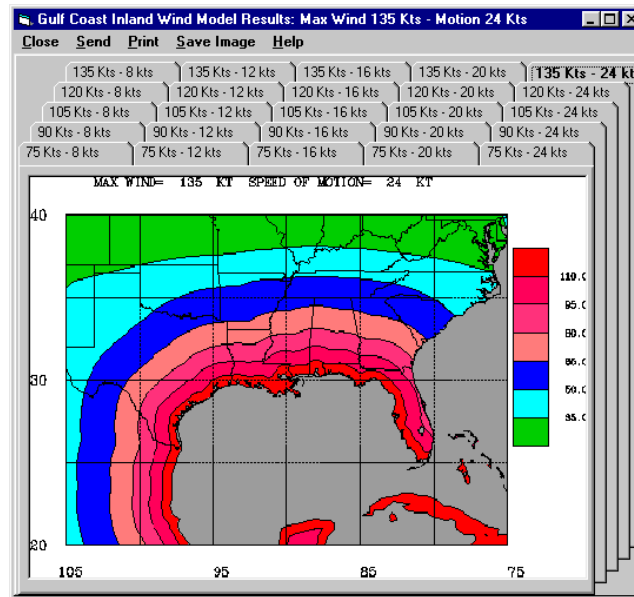 Gulf Coast Inland Wind Model Results: Max Wind 135 Kts - Motion 24 Kts
Close Send Print Save Image Help
135 Kts - 8 kts 135 Kts - 12 kts 135 Kts - 16 kts 135 Kts - 20 kts 135 Kts - 24 kt
120 Kts - 8 kts 120 Kts - 12 kts 120 Kts - 16 kts 120 Kts - 20 kts 120 Kts - 24 kts
105 Kts - 8 kts 105 Kts - 12 kts 105 Kts - 16 kts 105 Kts - 20 kts 105 Kts - 24 kts
90 Kts - 8 kts 90 Kts - 12 kts 90 Kts - 16 kts 90 Kts - 20 kts 90 Kts - 24 kts
75 Kts - 8 kts 75 Kts - 12 kts 75 Kts - 16 kts 75 Kts - 20 kts 75 Kts - 24 kts
MAX WIND= 135 KT SPEED OF MOTION= 24 KT
40
110.0
95.0
80.0
30
50.0
35.0
20
105 95 85 75